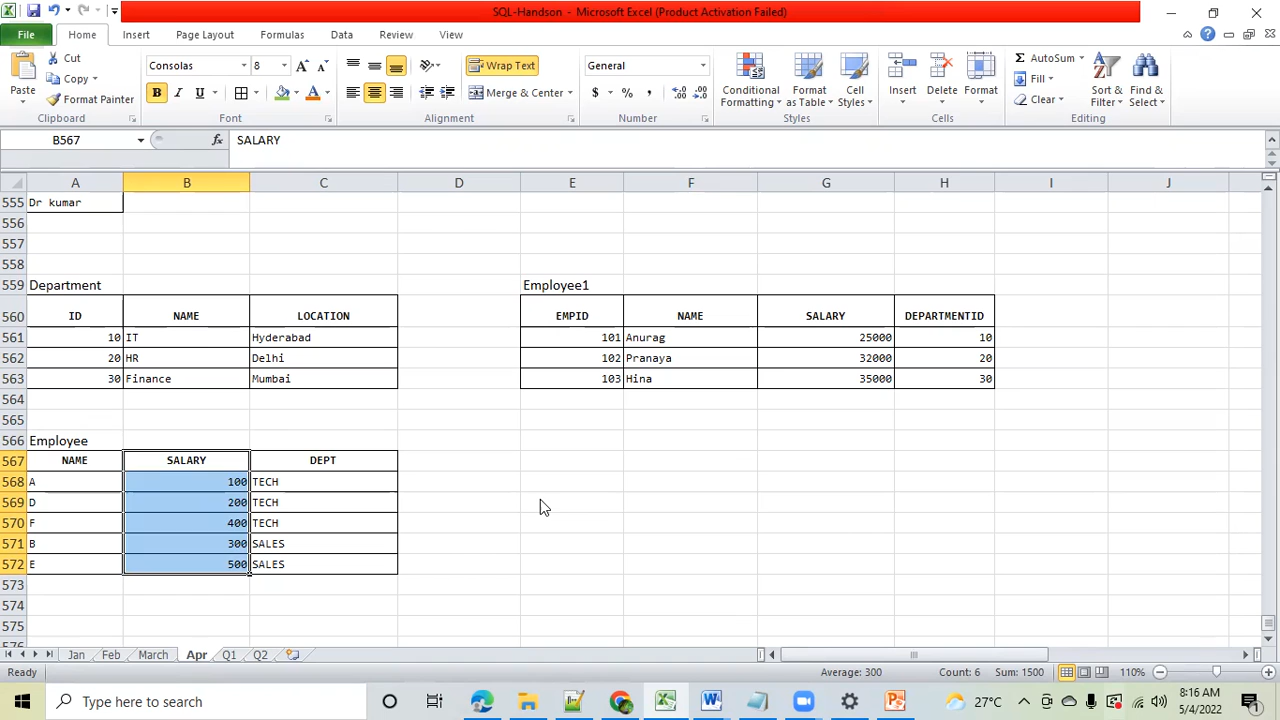 SQL-Handson - Microsoft Excel (Product Activation Failed)
File Home Insert Page Layout Formulas Data Review View
Paste
Cut
Copy
Format Painter
Clipboard
Consolas 8
B I U A
Font
Wrap Text
Merge & Center
Alignment
General
$ % ,
Number
Conditional Formatting
Format as Table
Cell Styles
Styles
Insert Delete Format
Cells
AutoSum
Fill
Clear
Sort & Filter
Find & Select
Editing
B567 fx SALARY
A B C D E F G H I J
555 Dr kumar
556
557
558
559 Department Employee1
560 ID NAME LOCATION EMPID NAME SALARY DEPARTMENTID
561 10 IT Hyderabad 101 Anurag 25000 10
562 20 HR Delhi 102 Pranaya 32000 20
563 30 Finance Mumbai 103 Hina 35000 30
564
565
566 Employee
567 NAME SALARY DEPT
568 A 100 TECH
569 D 200 TECH
570 F 400 TECH
571 B 300 SALES
572 E 500 SALES
573
574
575
576
Jan Feb March Apr Q1 Q2
Ready Average: 300 Count: 6 Sum: 1500 110%
Type here to search 27°C 8:16 AM
5/4/2022